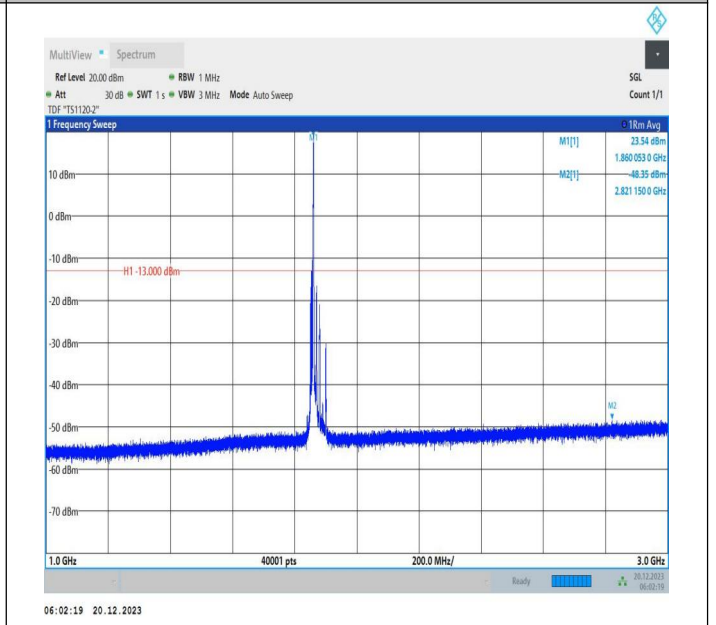 MultiView Spectrum
Ref Level 20.00 dBm RBW 1 MHz SGL
Att 30 dB SWT 1 s VBW 3 MHz Mode Auto Sweep Count 1/1
TDF "TS1120-2"
1 Frequency Sweep 1Rm Avg
M1 M1[1] 23.54 dBm
1.860 053 0 GHz
10 dBm M2[1] -48.35 dBm
2.821 150 0 GHz
0 dBm
-10 dBm
H1 -13.000 dBm
-20 dBm
-30 dBm
-40 dBm
M2
-50 dBm
-60 dBm
-70 dBm
1.0 GHz 40001 pts 200.0 MHz/ 3.0 GHz
Ready 20.12.2023
06:02:19
06:02:19 20.12.2023